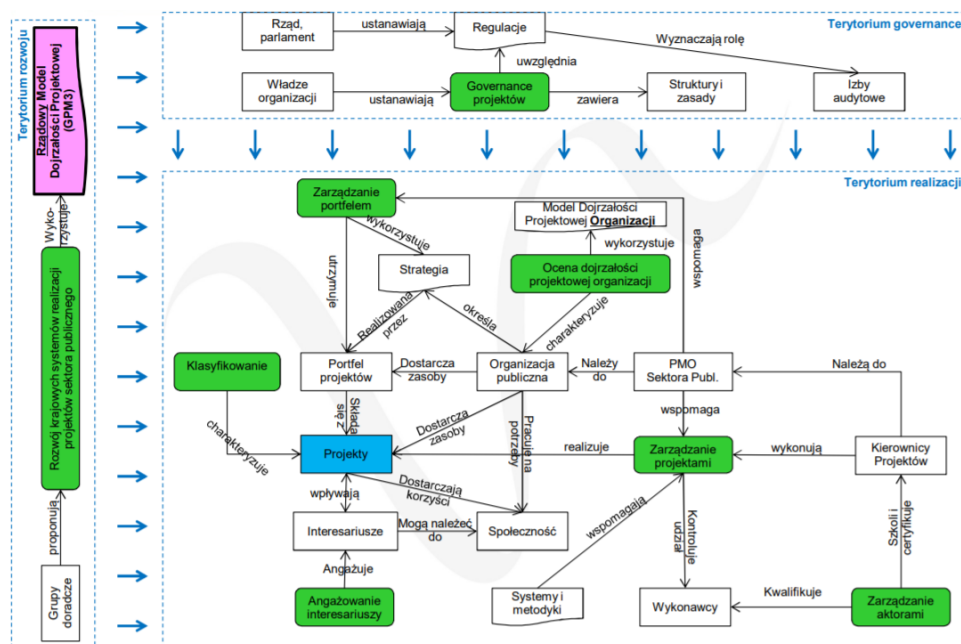 Terytorium rozwoju
Rządowy Model
Dojrzałości Projektowej
(GPM3)
Wyko-
rzystuje
Rozwój krajowych systemów realizacji
projektów sektora publicznego
proponują
Grupy
doradcze
Terytorium governance
Rząd,
parlament
ustanawiają
Regulacje
Wyznaczają rolę
uwzględnia
Władze
organizacji
ustanawiają
Governance
projektów
zawiera
Struktury i
zasady
Izby
audytowe
Terytorium realizacji
Zarządzanie
portfelem
wykorzystuje
Model Dojrzałości
Projektowej Organizacji
wykorzystuje
wspomaga
utrzymuje
Strategia
Ocena dojrzałości
projektowej organizacji
Realizowana
przez
określa
charakteryzuje
Klasyfikowanie
Portfel
projektów
Dostarcza
zasoby
Organizacja
publiczna
Należy
do
PMO
Sektora Publ.
Należą do
charakteryzuje
Składa
się z
Dostarcza
zasoby
Pracuje na
potrzeby
wspomaga
Projekty
realizuje
Zarządzanie
projektami
wykonują
Kierownicy
Projektów
wpływają
Dostarczają
korzyści
Interesariusze
Mogą należeć
do
Społeczność
wspomagają
Kontroluje
udział
Szkoli i
certyfikuje
Angażuje
Angażowanie
interesariuszy
Systemy i
metodyki
Wykonawcy
Kwalifikuje
Zarządzanie
aktorami